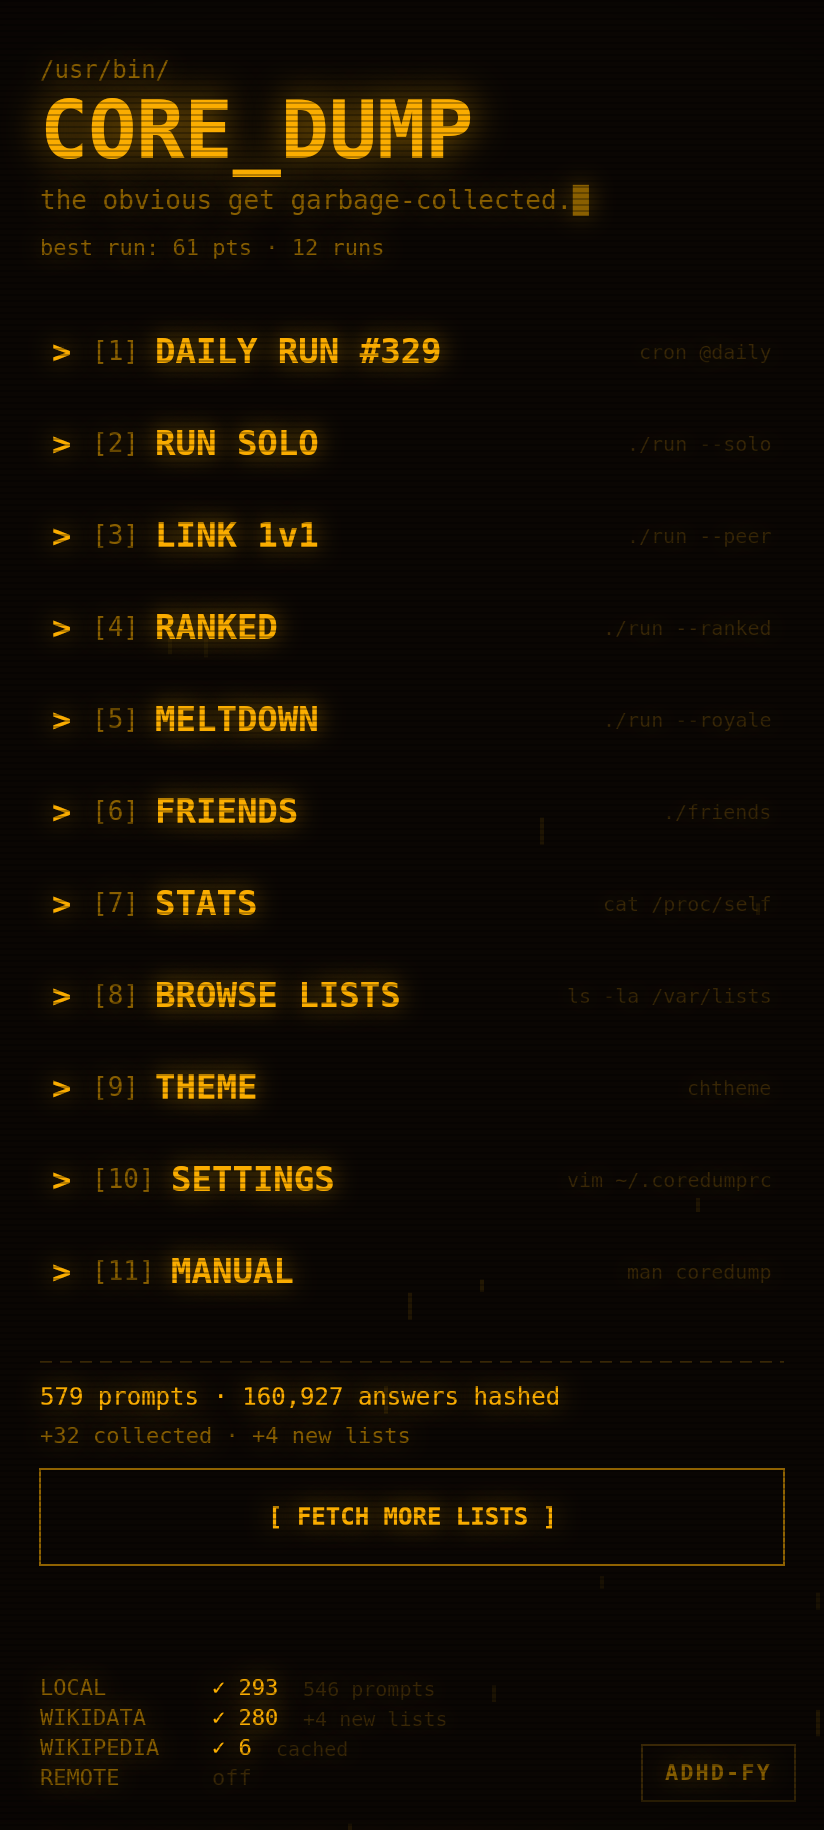 /usr/bin/
CORE_DUMP
the obvious get garbage-collected.
best run: 61 pts · 12 runs
> [1] DAILY RUN #329 cron @daily
> [2] RUN SOLO ./run --solo
> [3] LINK 1v1 ./run --peer
> [4] RANKED ./run --ranked
> [5] MELTDOWN ./run --royale
> [6] FRIENDS ./friends
> [7] STATS cat /proc/self
> [8] BROWSE LISTS ls -la /var/lists
> [9] THEME chtheme
> [10] SETTINGS vim ~/.coredumprc
> [11] MANUAL man coredump
579 prompts · 160,927 answers hashed
+32 collected · +4 new lists
[ FETCH MORE LISTS ]
LOCAL ✓ 293 546 prompts
WIKIDATA ✓ 280 +4 new lists
WIKIPEDIA ✓ 6 cached
REMOTE off
ADHD-FY